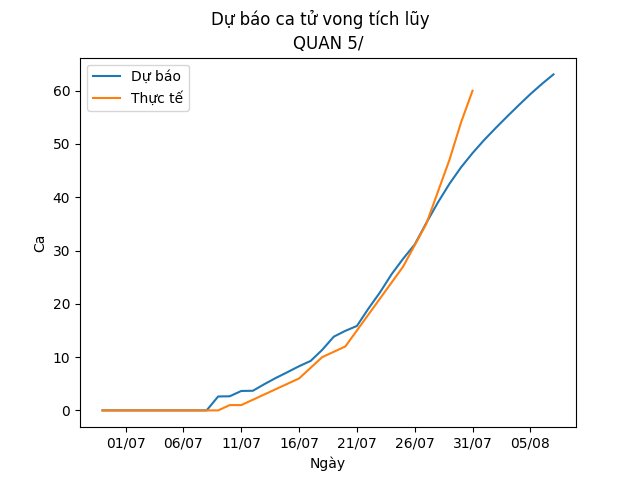 Dự báo ca tử vong tích lũy
QUAN 5/
Dự báo
Thực tế
60
50
40
30
20
10
0
Ca
01/07 06/07 11/07 16/07 21/07 26/07 31/07 05/08
Ngày